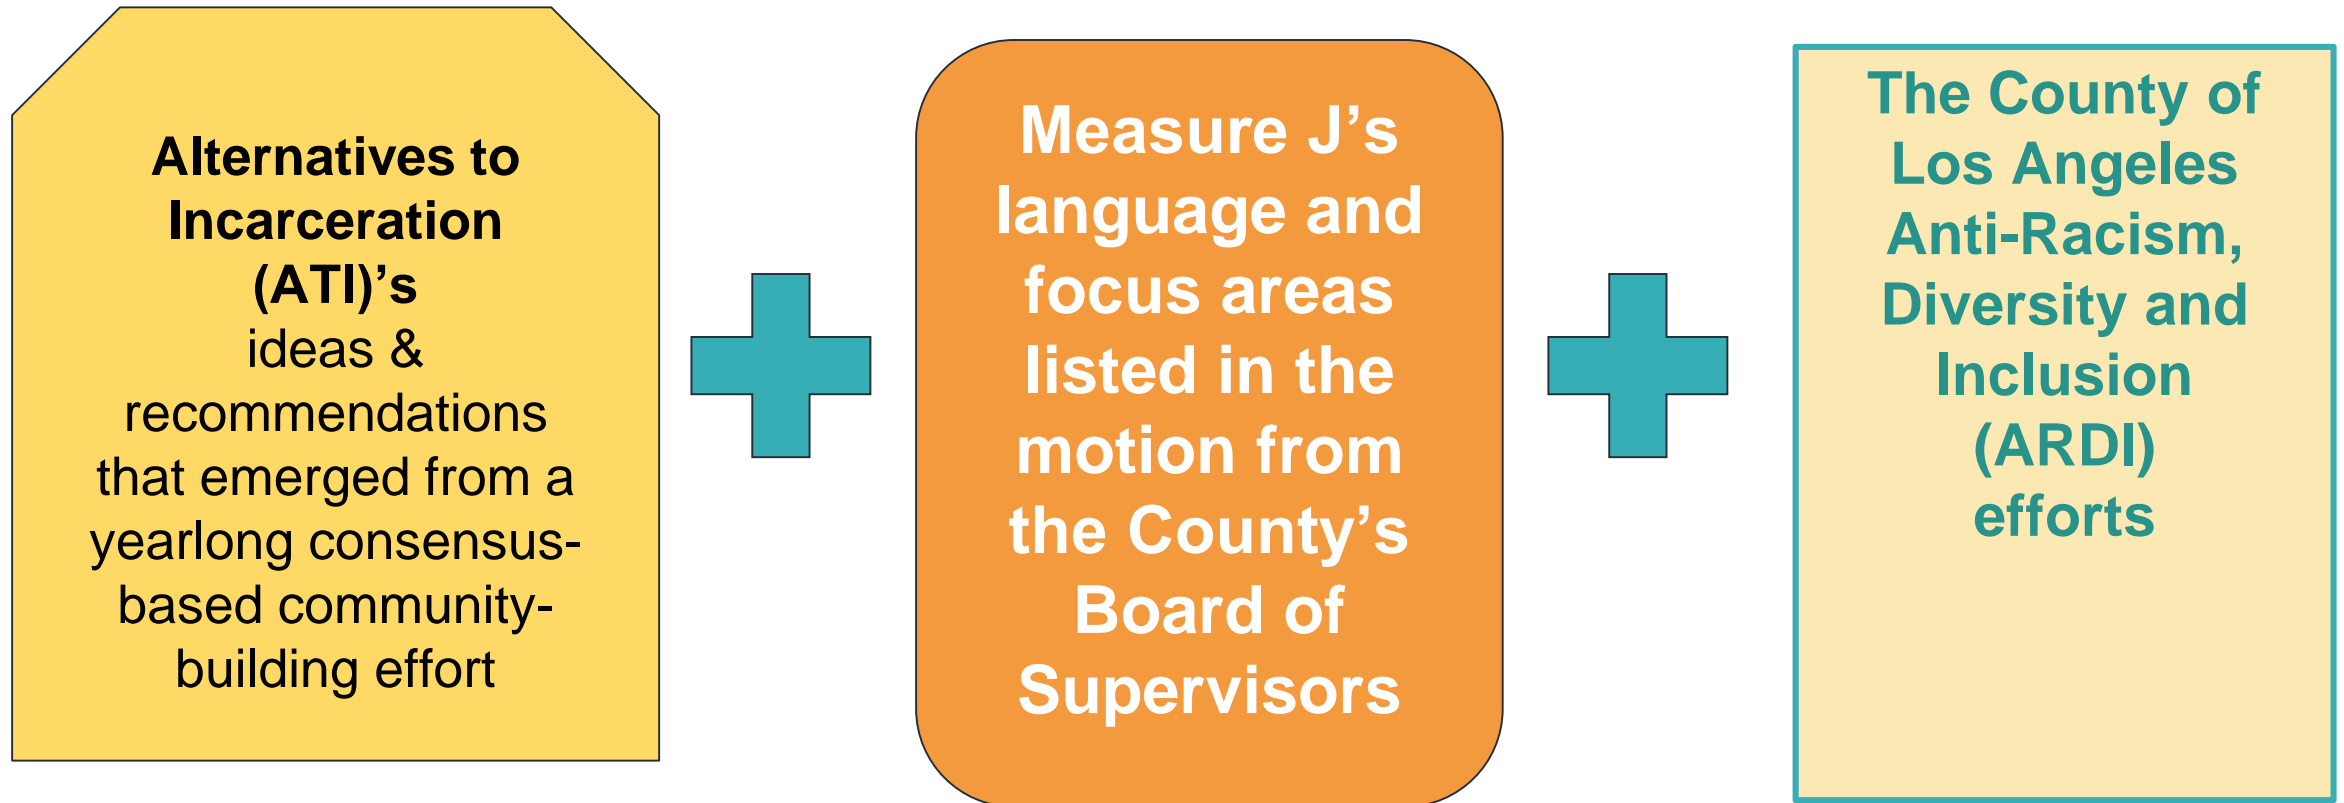 Alternatives to
Incarceration
(ATI)’s
ideas &
recommendations
that emerged from a
yearlong consensus-
based community-
building effort
Measure J’s
language and
focus areas
listed in the
motion from
the County’s
Board of
Supervisors
The County of
Los Angeles
Anti-Racism,
Diversity and
Inclusion
(ARDI)
efforts